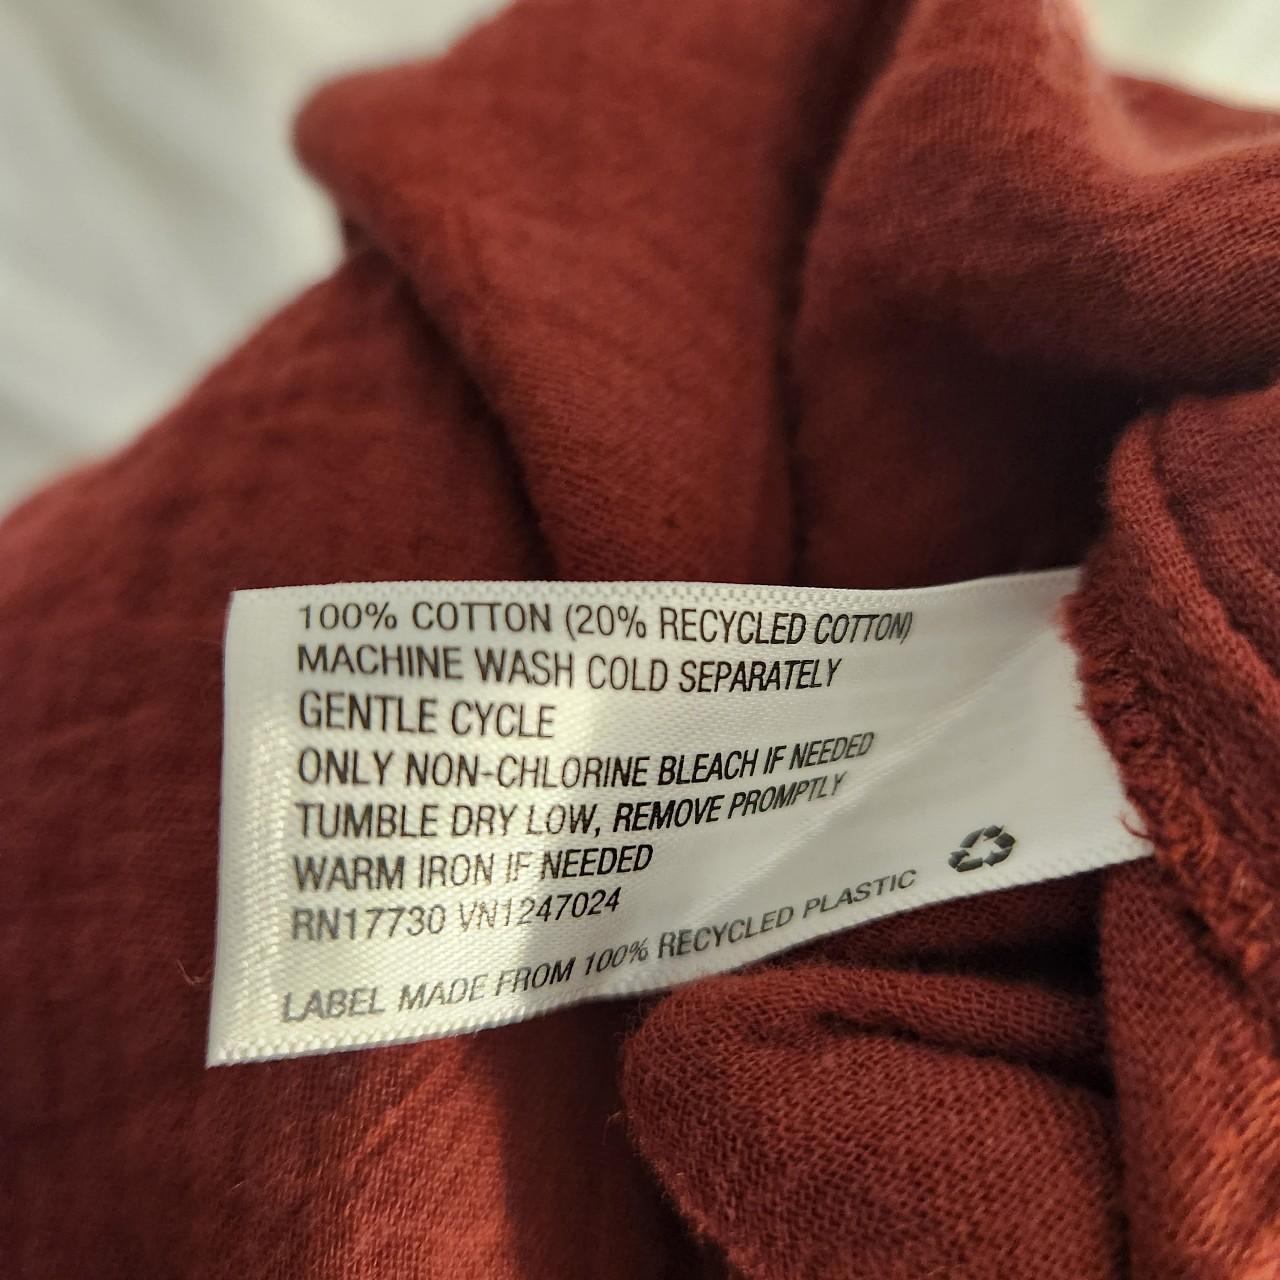 100% COTTON (20% RECYCLED COTTON)
MACHINE WASH COLD SEPARATELY
GENTLE CYCLE
ONLY NON-CHLORINE BLEACH IF NEEDED
TUMBLE DRY LOW, REMOVE PROMPTLY
WARM IRON IF NEEDED
RN17730 VN1247024
LABEL MADE FROM 100% RECYCLED PLASTIC